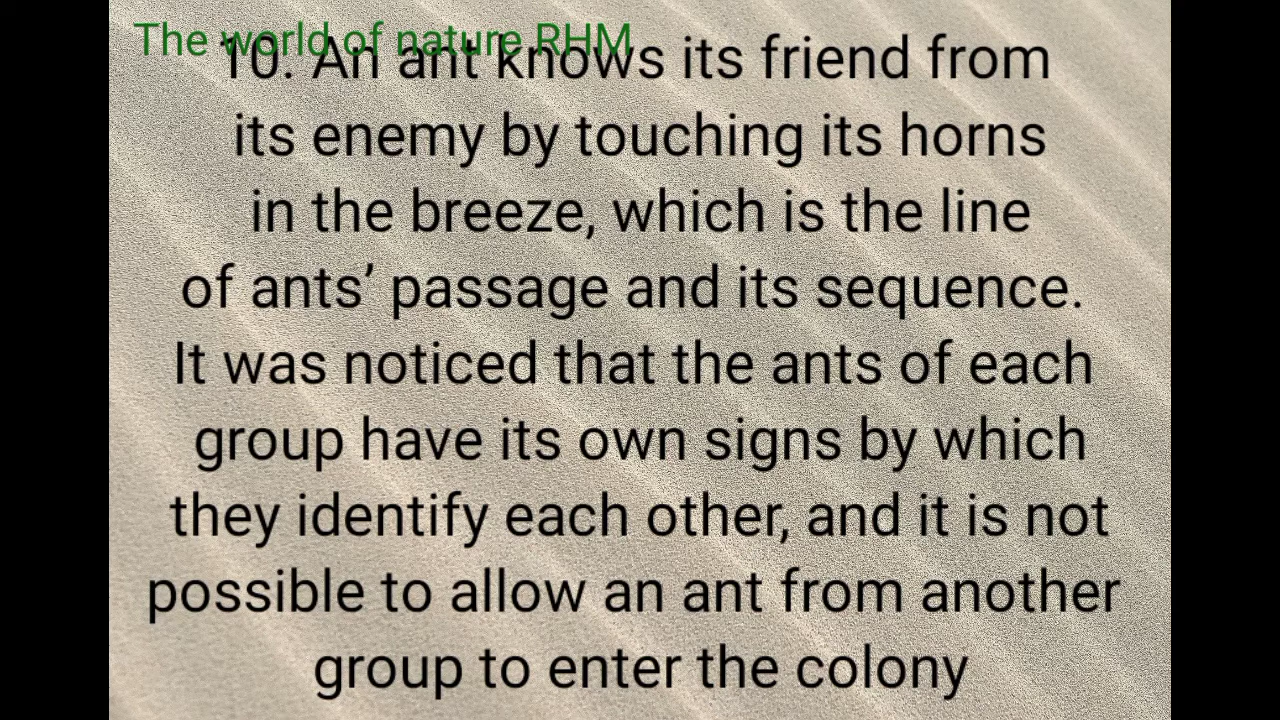 The world of nature RHM
10. An ant knows its friend from
its enemy by touching its horns
in the breeze, which is the line
of ants’ passage and its sequence.
It was noticed that the ants of each
group have its own signs by which
they identify each other, and it is not
possible to allow an ant from another
group to enter the colony